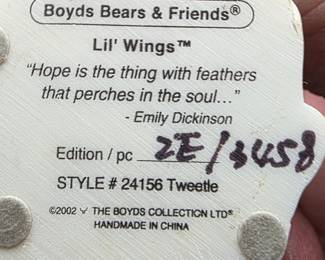 Boyds Bears & Friends®
Lil' Wings™
"Hope is the thing with feathers
that perches in the soul..."
- Emily Dickinson
Edition / pc 2E/3458
STYLE # 24156 Tweetle
©2002 THE BOYDS COLLECTION LTD®
HANDMADE IN CHINA